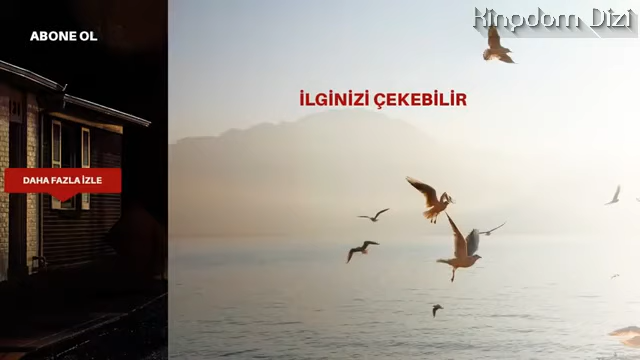 Kingdom Dizi
ABONE OL
İLGİNİZİ ÇEKEBİLİR
DAHA FAZLA İZLE